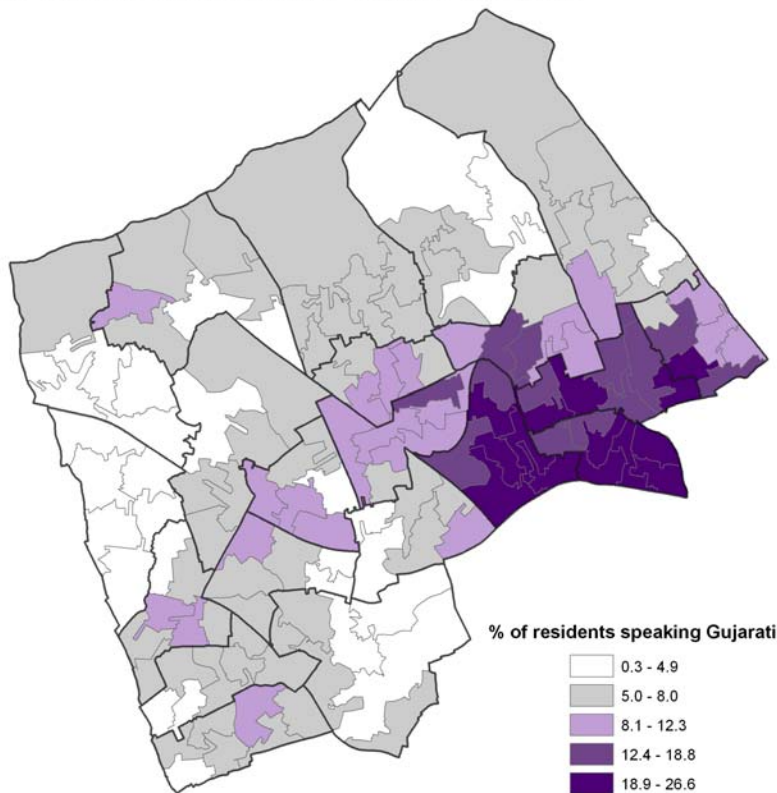 % of residents speaking Gujarati
0.3 - 4.9
5.0 - 8.0
8.1 - 12.3
12.4 - 18.8
18.9 - 26.6